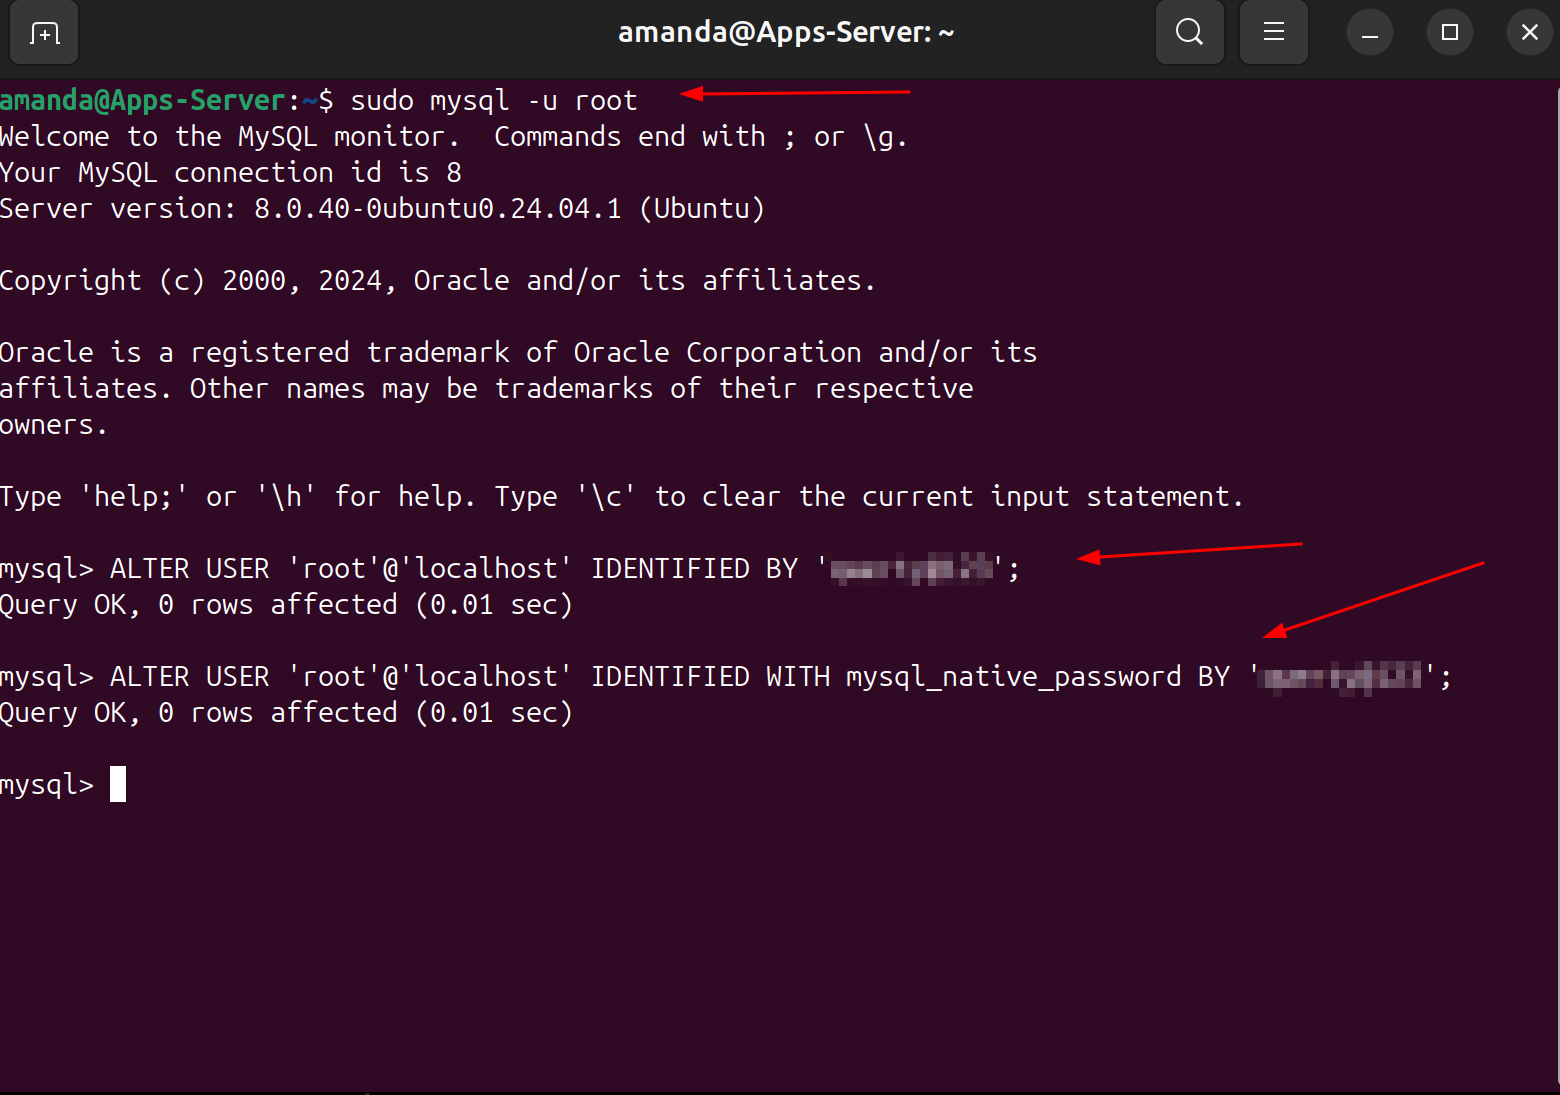 amanda@Apps-Server: ~
amanda@Apps-Server:~$ sudo mysql -u root
Welcome to the MySQL monitor.  Commands end with ; or \g.
Your MySQL connection id is 8
Server version: 8.0.40-0ubuntu0.24.04.1 (Ubuntu)
Copyright (c) 2000, 2024, Oracle and/or its affiliates.
Oracle is a registered trademark of Oracle Corporation and/or its
affiliates. Other names may be trademarks of their respective
owners.
Type 'help;' or '\h' for help. Type '\c' to clear the current input statement.
mysql> ALTER USER 'root'@'localhost' IDENTIFIED BY '';
Query OK, 0 rows affected (0.01 sec)
mysql> ALTER USER 'root'@'localhost' IDENTIFIED WITH mysql_native_password BY '';
Query OK, 0 rows affected (0.01 sec)
mysql>